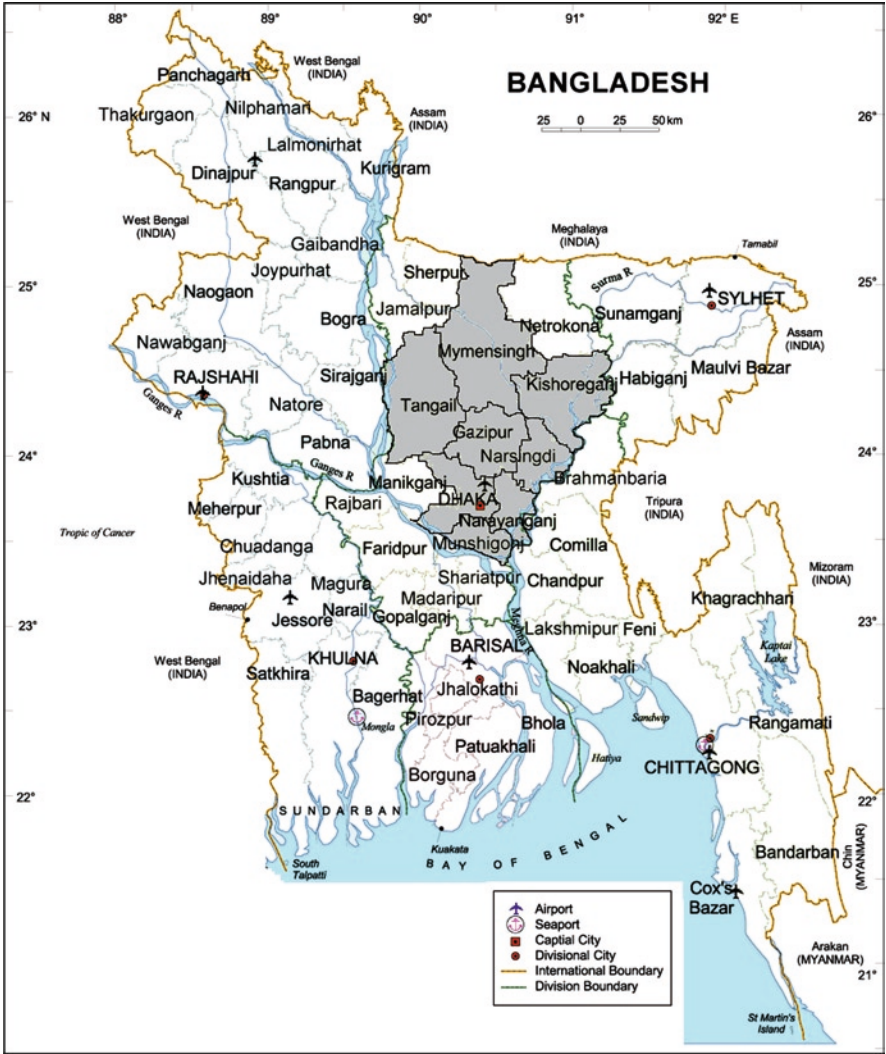 88°
89°
90°
91°
92° E
BANGLADESH
25 0 25 50 km
West Bengal
(INDIA)
Panchagarh
Nilphamari
Thakurgaon
26° N
26°
Assam
(INDIA)
Lalmonirhat
Kurigram
Dinajpur
Rangpur
West Bengal
(INDIA)
Meghalaya
(INDIA)
Tamabil
Gaibandha
Joypurhat
Sherpur
25°
25°
Naogaon
Surma R
SYLHET
Jamalpur
Sunamganj
Bogra
Netrokona
Assam
(INDIA)
Nawabganj
Mymensingh
Maulvi Bazar
RAJSHAHI
Sirajganj
Kishoreganj
Habiganj
Ganges R
Natore
Tangail
Gazipur
24°
24°
Pabna
Narsingdi
Ganges R
Kushtia
Manikganj
Brahmanbaria
DHAKA
Tripura
(INDIA)
Meherpur
Rajbari
Narayanganj
Tropic of Cancer
Faridpur
Munshigonj
Comilla
Chuadanga
Mizoram
(INDIA)
Jhenaidaha
Magura
Shariatpur
Chandpur
Khagrachhari
Madaripur
23°
23°
Benapol
Narail
Jessore
Gopalganj
Meghna R
Lakshmipur
Feni
Kaptai
Lake
West Bengal
(INDIA)
KHULNA
BARISAL
Noakhali
Satkhira
Jhalokathi
Bagerhat
Sandwip
Rangamati
Mongla
Pirozpur
Bhola
Patuakhali
Hatiya
CHITTAGONG
Borguna
22°
22°
SUNDARBAN
Kuakata
BAY OF BENGAL
South
Talpatti
Bandarban
Chin
(MYANMAR)
Cox's
Bazar
Airport
Seaport
Captial City
Divisional City
International Boundary
Division Boundary
Arakan
(MYANMAR)
21°
St Martin's
Island